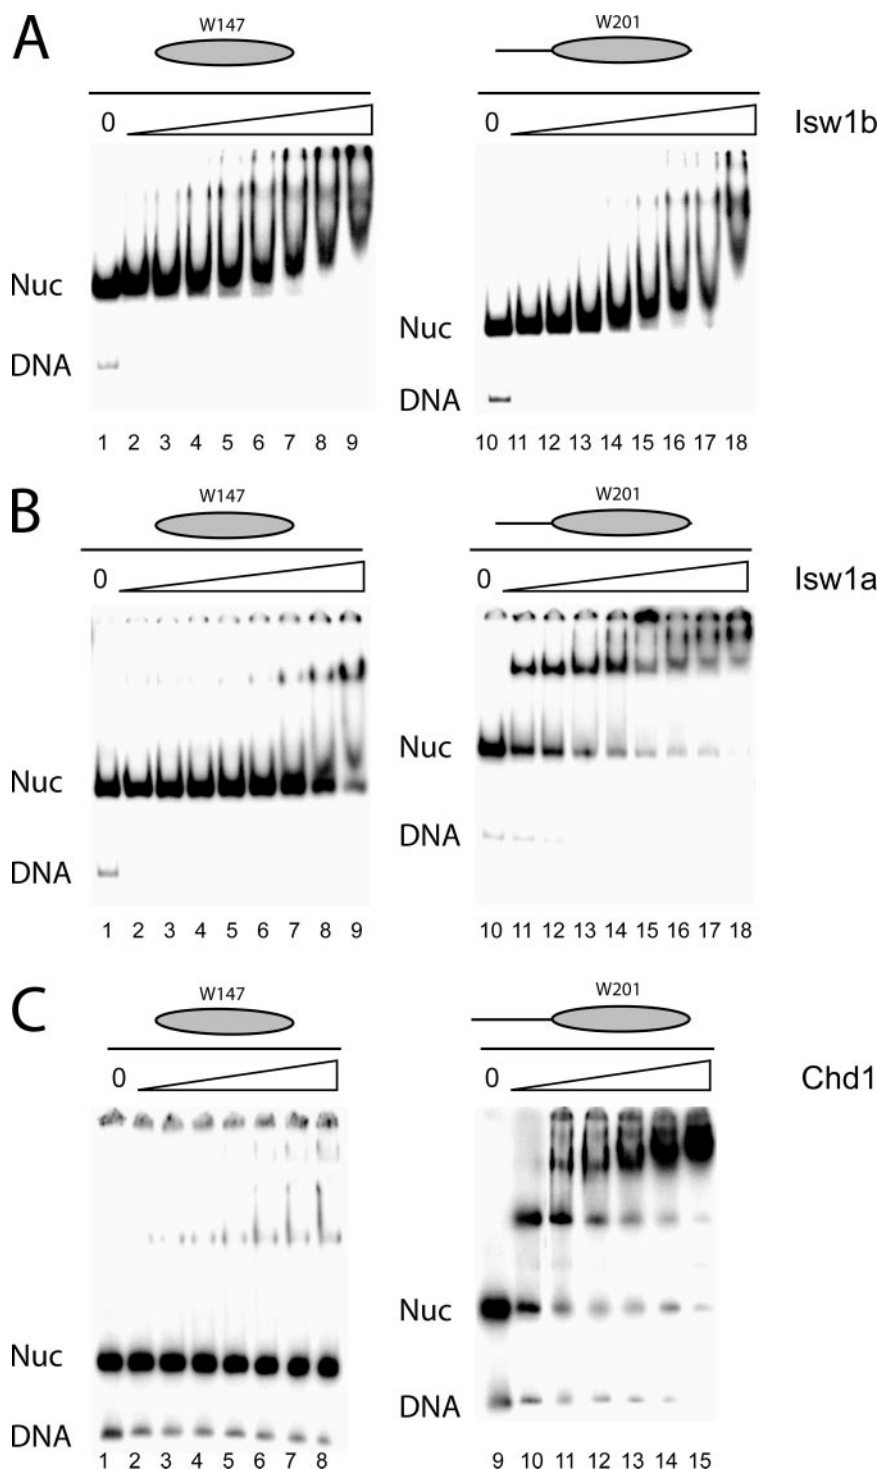 A
W147
W201
0
0
Isw1b
Nuc
DNA
Nuc
DNA
1 2 3 4 5 6 7 8 9
10 11 12 13 14 15 16 17 18
B
W147
W201
0
0
Isw1a
Nuc
DNA
Nuc
DNA
1 2 3 4 5 6 7 8 9
10 11 12 13 14 15 16 17 18
C
W147
W201
0
0
Chd1
Nuc
DNA
Nuc
DNA
1 2 3 4 5 6 7 8
9 10 11 12 13 14 15